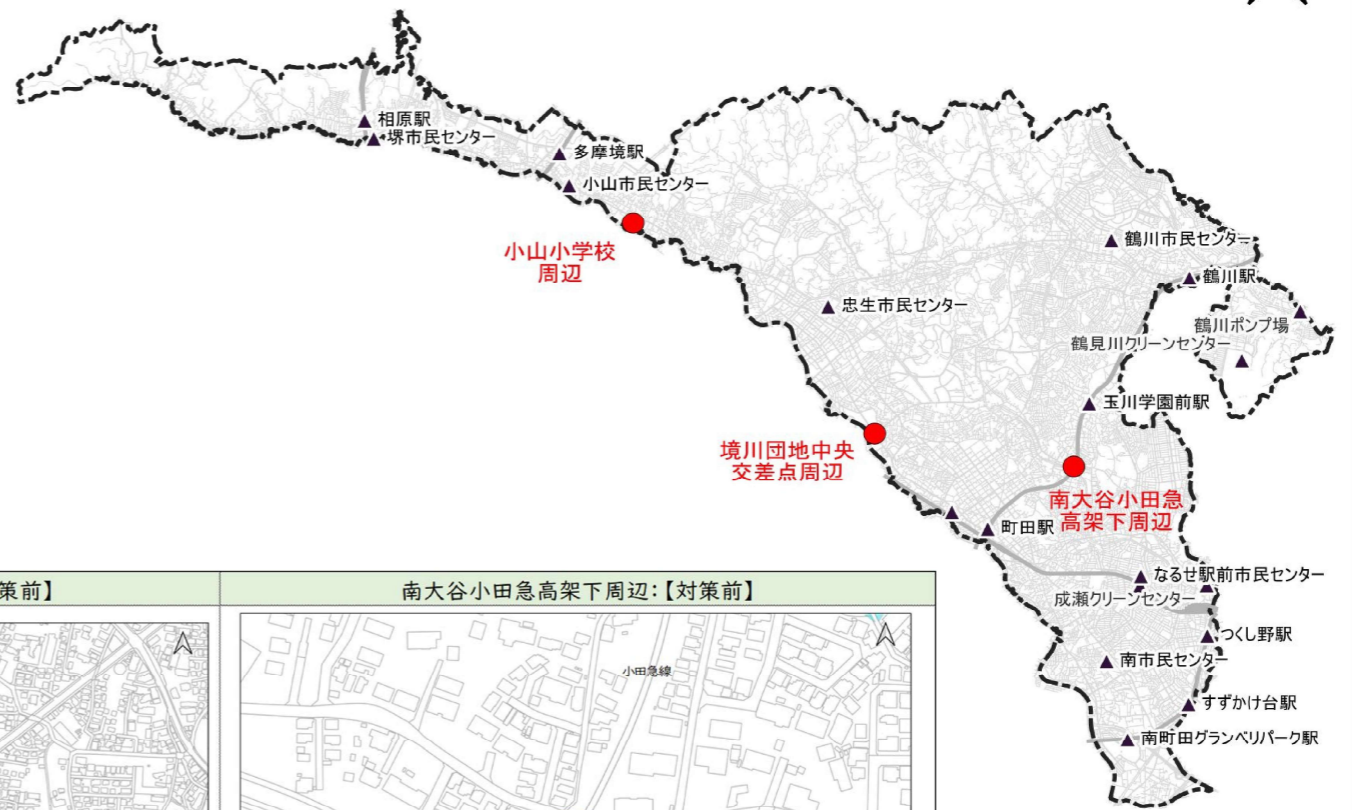 相原駅
堺市民センター
多摩境駅
小山市民センター
小山小学校
周辺
鶴川市民センター
鶴川駅
忠生市民センター
鶴川ポンプ場
鶴見川クリーンセンター
玉川学園前駅
境川団地中央
交差点周辺
南大谷小田急
高架下周辺
町田駅
なるせ駅前市民センター
成瀬クリーンセンター
つくし野駅
南市民センター
すずかけ台駅
南町田グランベリパーク駅
策前】
南大谷小田急高架下周辺:【対策前】
小田急線